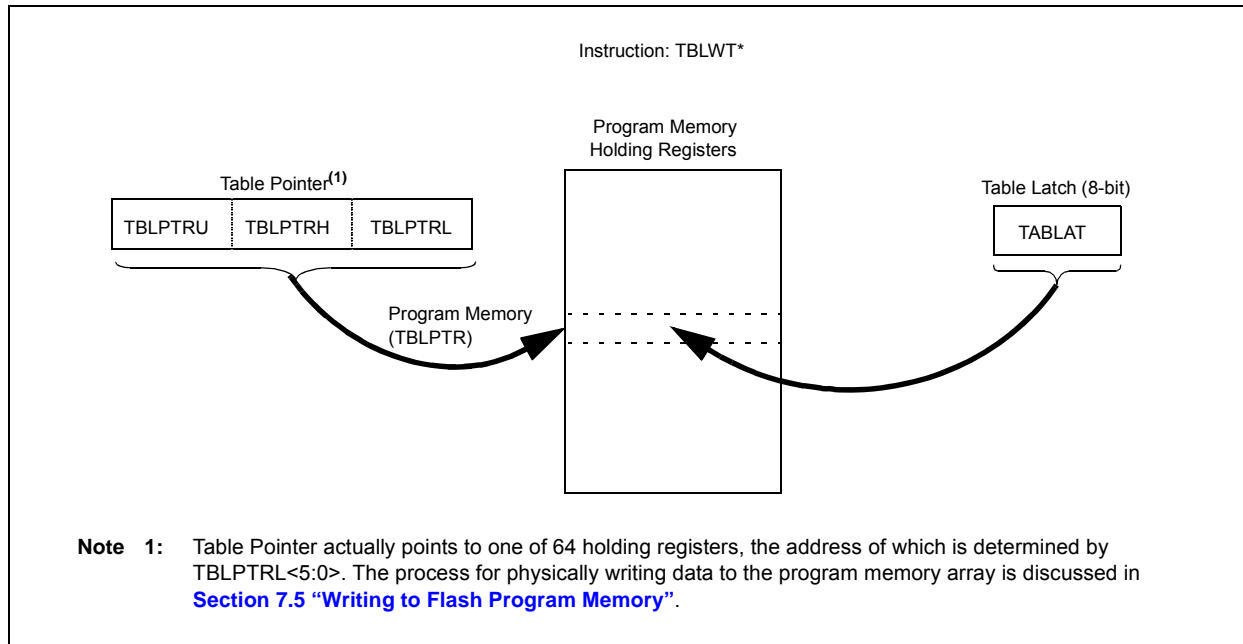 Instruction: TBLWT*
Program Memory
Holding Registers
Table Pointer(1)
Table Latch (8-bit)
TBLPTRU TBLPTRH TBLPTRL
TABLAT
Program Memory
(TBLPTR)
Note 1: Table Pointer actually points to one of 64 holding registers, the address of which is determined by
TBLPTRL<5:0>. The process for physically writing data to the program memory array is discussed in
Section 7.5 “Writing to Flash Program Memory”.